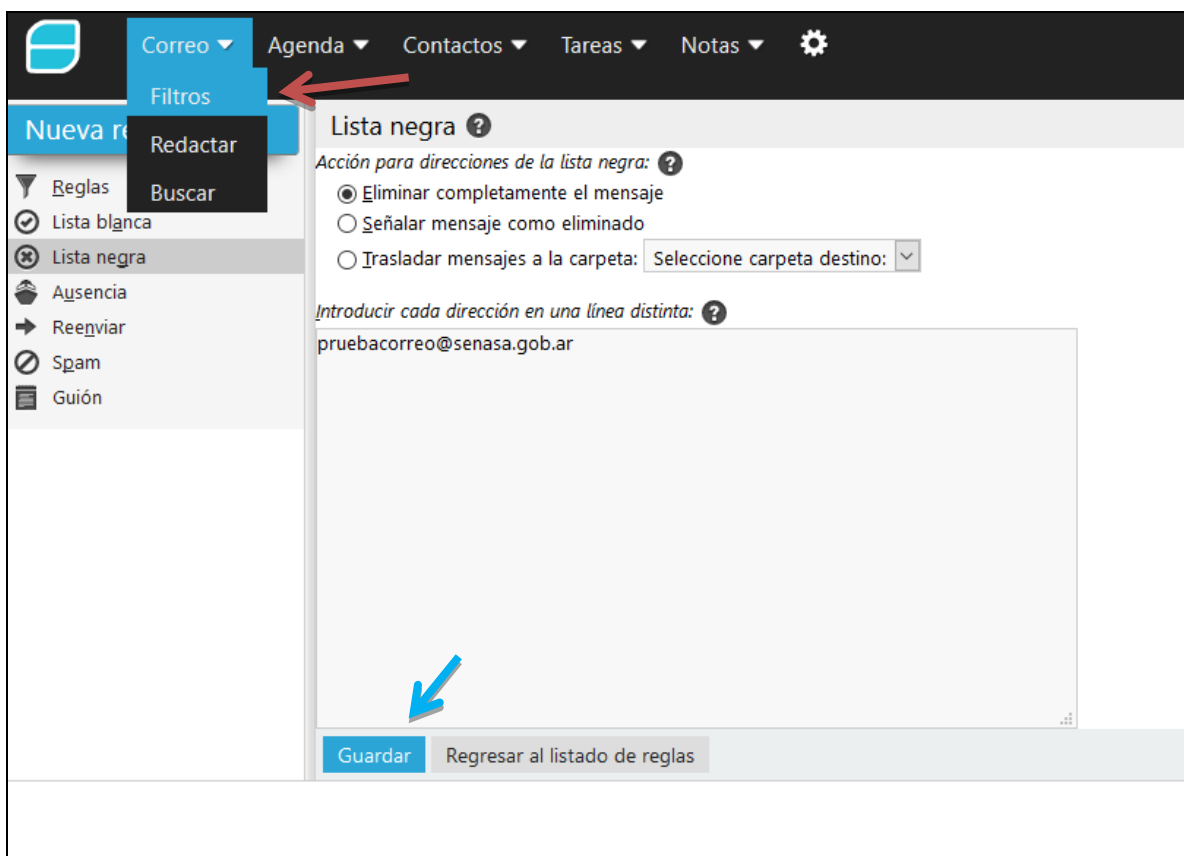 Correo Agenda Contactos Tareas Notas
Filtros
Redactar
Buscar
Nueva re
Reglas
Lista blanca
Lista negra
Ausencia
Reenviar
Spam
Guión
Lista negra
Acción para direcciones de la lista negra:
Eliminar completamente el mensaje
Señalar mensaje como eliminado
Trasladar mensajes a la carpeta: Seleccione carpeta destino:
Introducir cada dirección en una línea distinta:
pruebacorreo@senasa.gob.ar
Guardar Regresar al listado de reglas